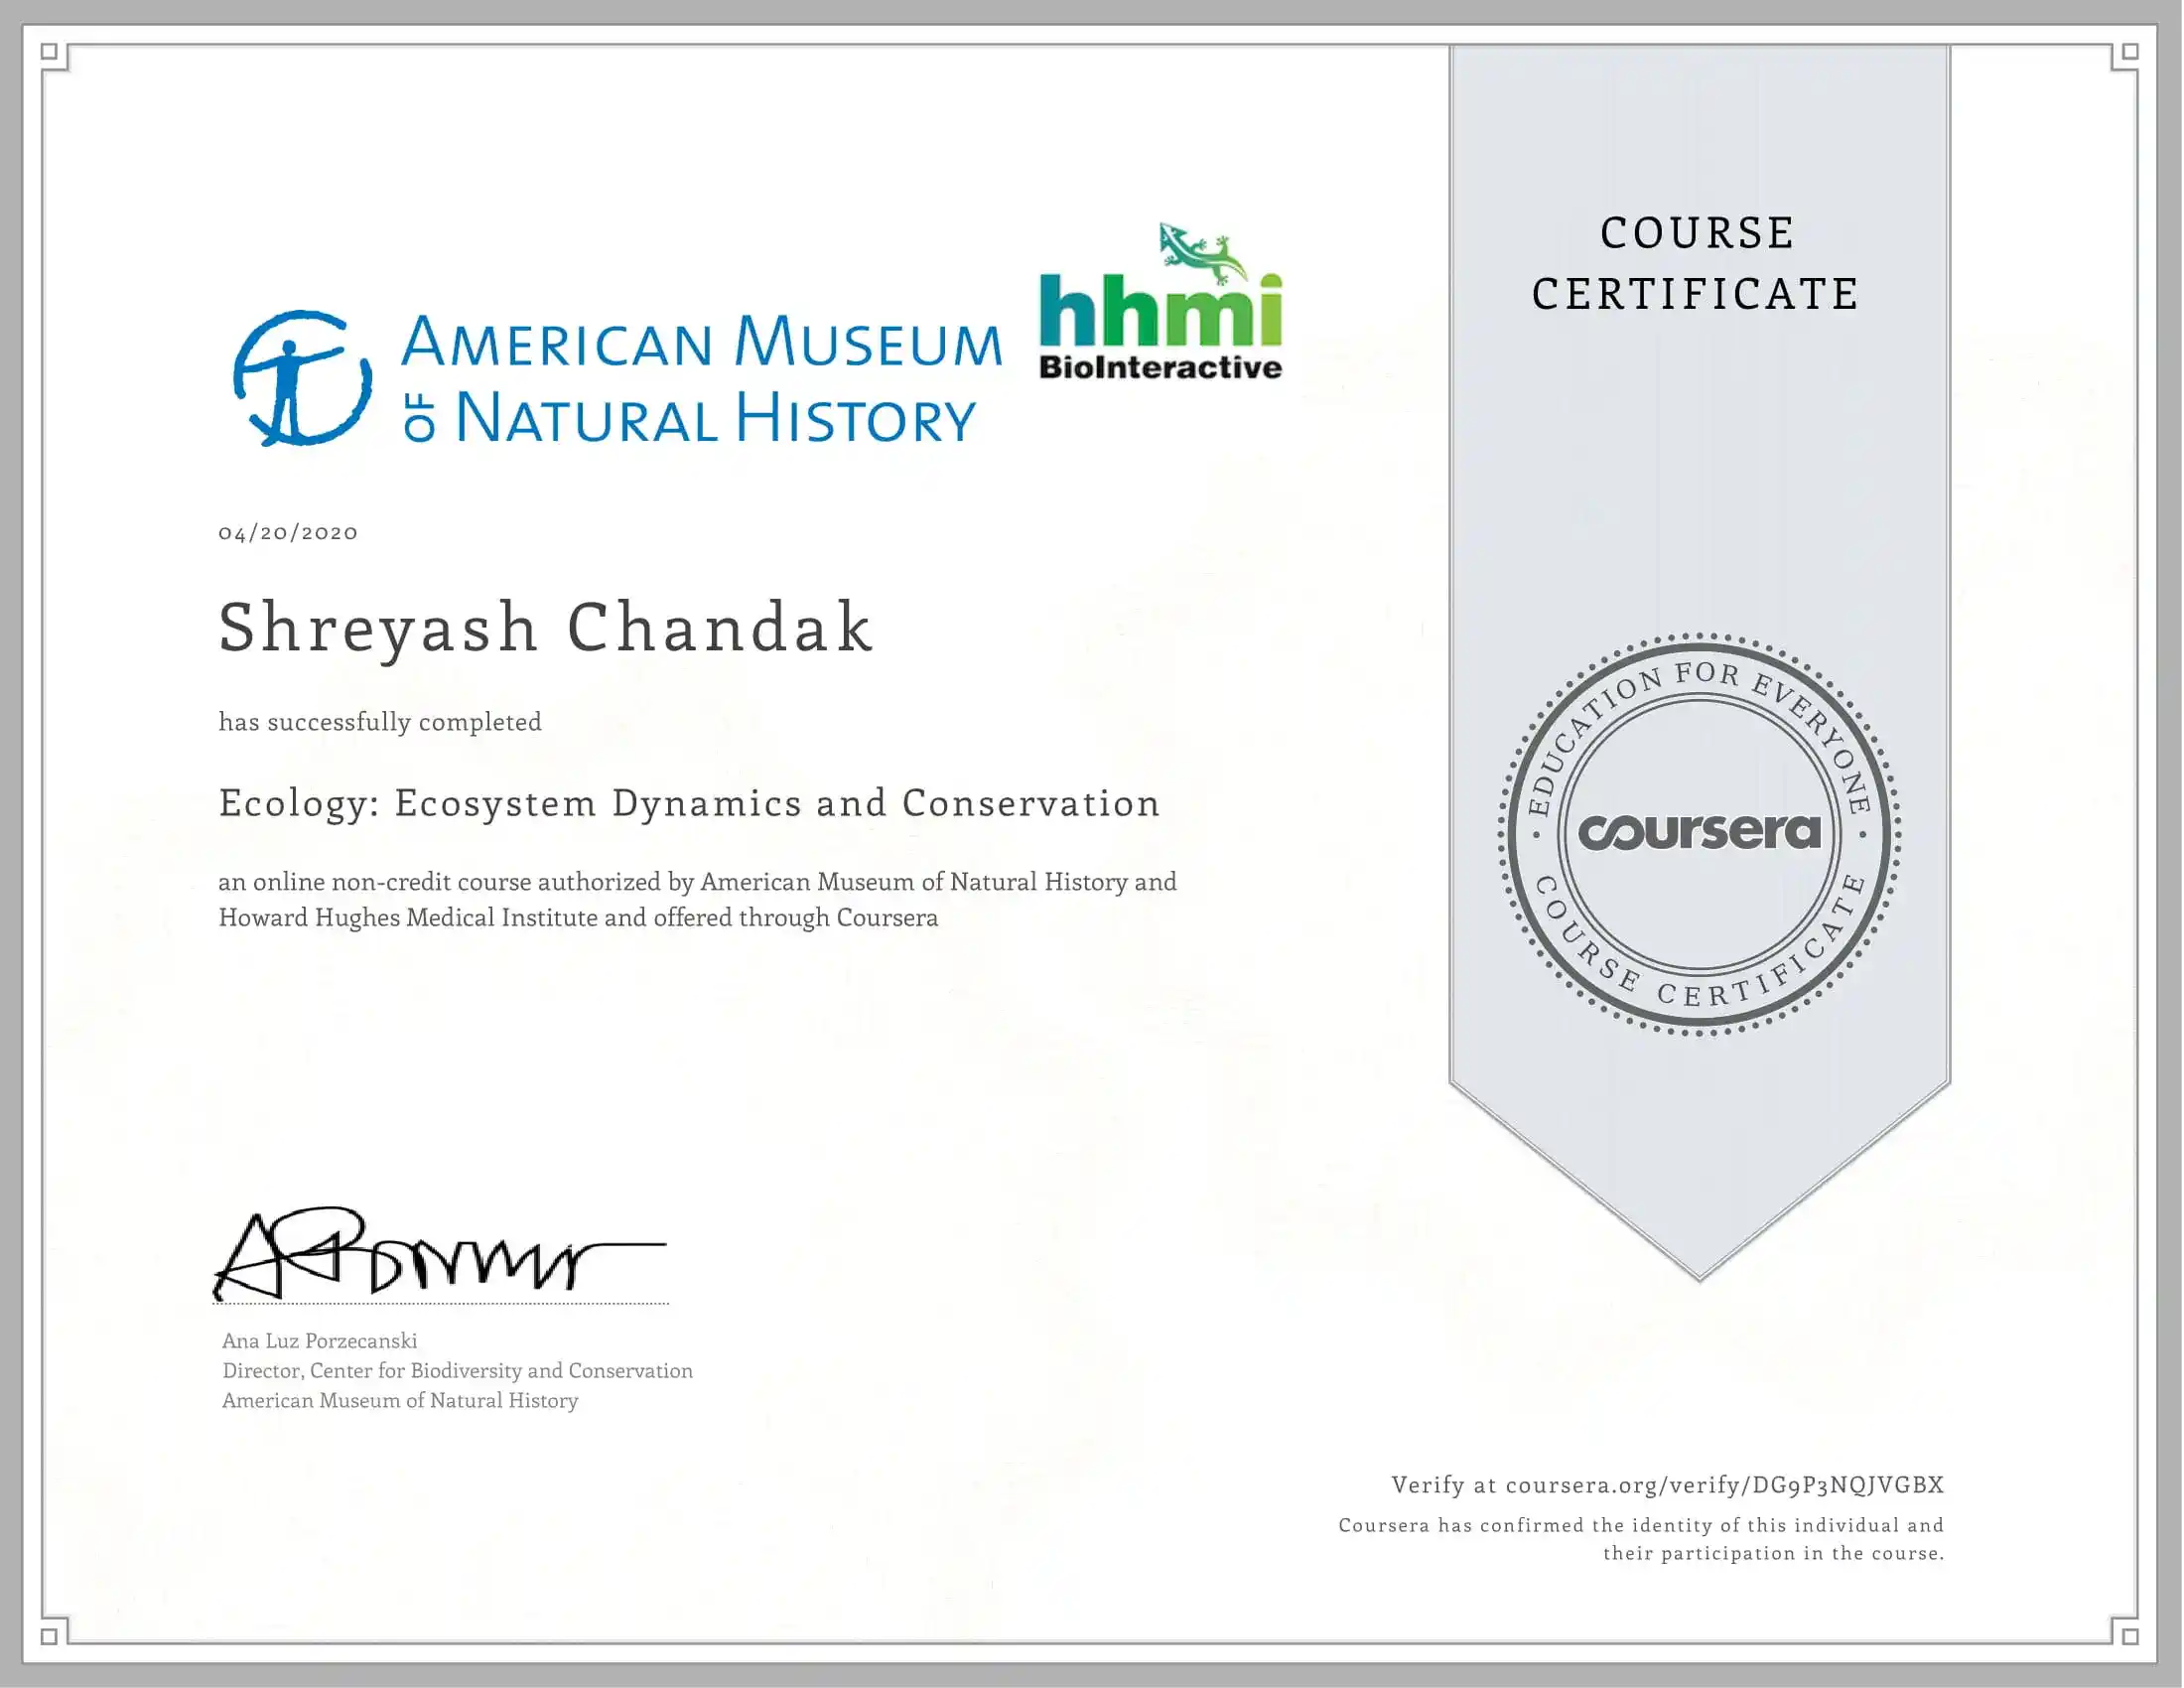 AMERICAN MUSEUM
OF NATURAL HISTORY
hhmi
BioInteractive
04/20/2020
Shreyash Chandak
has successfully completed
Ecology: Ecosystem Dynamics and Conservation
an online non-credit course authorized by American Museum of Natural History and
Howard Hughes Medical Institute and offered through Coursera
Ana Luz Porzecanski
Director, Center for Biodiversity and Conservation
American Museum of Natural History
COURSE
CERTIFICATE
EDUCATION FOR EVERYONE
coursera
COURSE CERTIFICATE
Verify at coursera.org/verify/DG9P3NQJVGBX
Coursera has confirmed the identity of this individual and
their participation in the course.